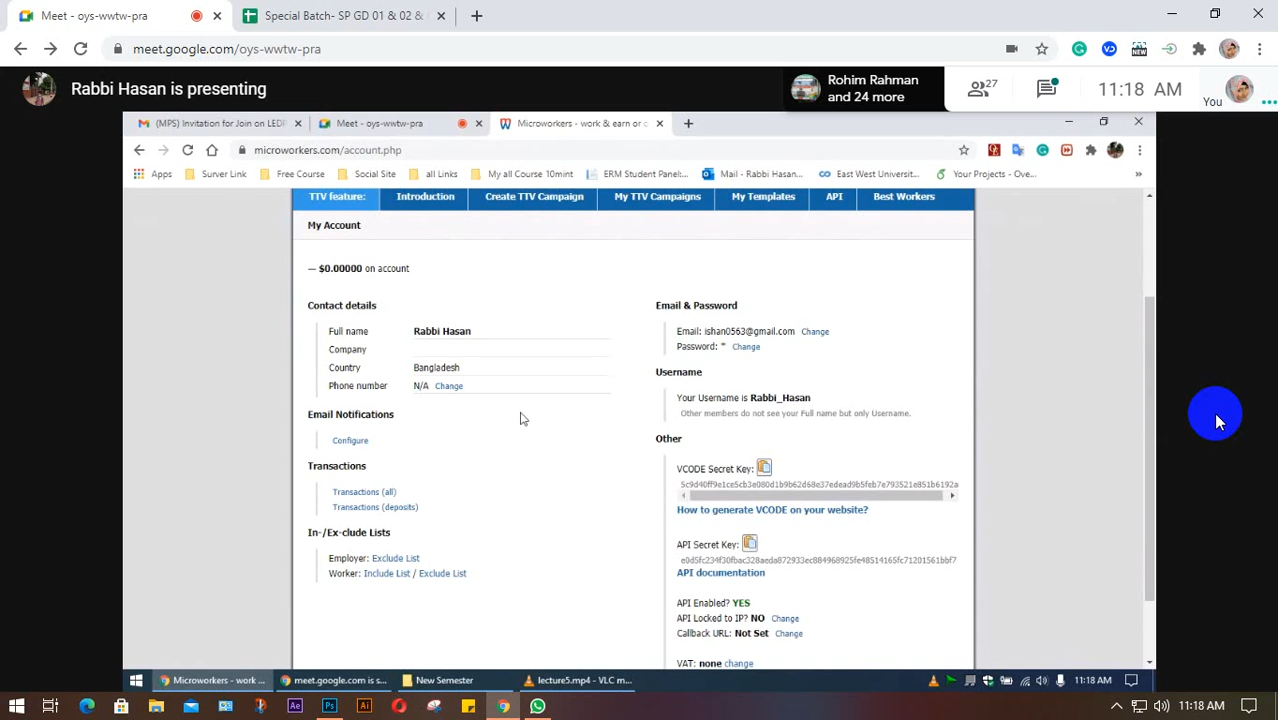 Meet - oys-wwtw-pra
Special Batch- SP GD 01 & 02 &
meet.google.com/oys-wwtw-pra
NEW
Rabbi Hasan is presenting
Rohim Rahman
and 24 more
27
11:18 AM
You
(MPS) Invitation for Join on LEDP
Meet - oys-wwtw-pra
Microworkers - work & earn or o
microworkers.com/account.php
Apps
Surver Link
Free Course
Social Site
all Links
My all Course 10mint
ERM Student Panel:...
Mail - Rabbi Hasan...
East West Universit...
Your Projects - Ove...
TTV feature:
Introduction
Create TTV Campaign
My TTV Campaigns
My Templates
API
Best Workers
My Account
— $0.00000 on account
Contact details
Full name Rabbi Hasan
Company
Country Bangladesh
Phone number N/A Change
Email Notifications
Configure
Transactions
Transactions (all)
Transactions (deposits)
In-/Ex-clude Lists
Employer: Exclude List
Worker: Include List / Exclude List
Email & Password
Email: ishan0563@gmail.com Change
Password: * Change
Username
Your Username is Rabbi_Hasan
Other members do not see your Full name but only Username.
Other
VCODE Secret Key:
How to generate VCODE on your website?
API Secret Key:
API documentation
API Enabled? YES
API Locked to IP? NO Change
Callback URL: Not Set Change
VAT: none change
Microworkers - work ...
meet.google.com is s...
New Semester
lecture5.mp4 - VLC m...
11:18 AM
Ae
Ps
Ai
11:18 AM